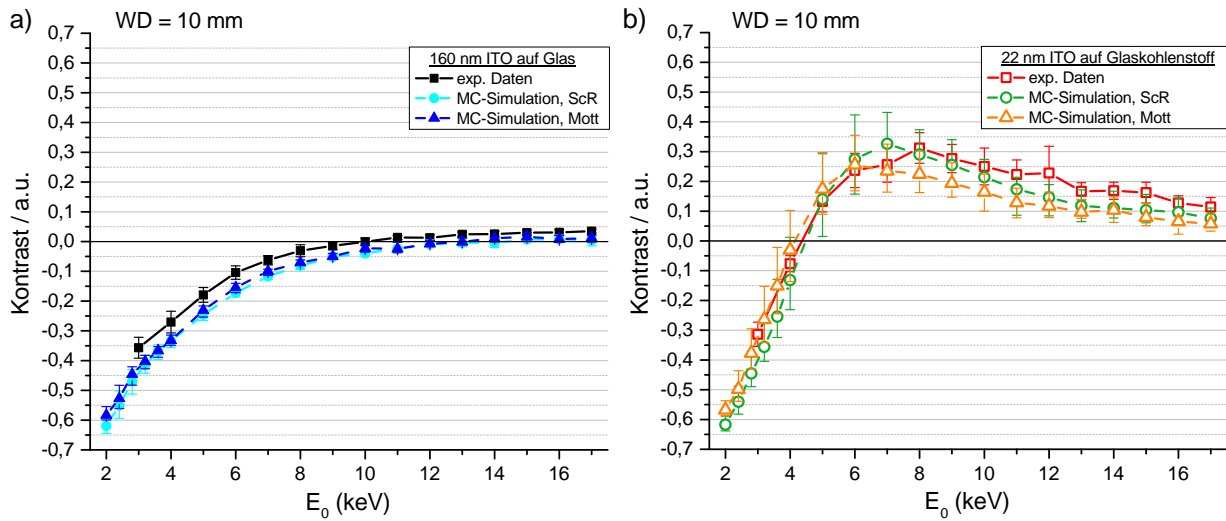 a)
WD = 10 mm
160 nm ITO auf Glas
exp. Daten
MC-Simulation, ScR
MC-Simulation, Mott
Kontrast / a.u.
0,7
0,6
0,5
0,4
0,3
0,2
0,1
0,0
-0,1
-0,2
-0,3
-0,4
-0,5
-0,6
-0,7
2 4 6 8 10 12 14 16
E₀ (keV)
b)
WD = 10 mm
22 nm ITO auf Glaskohlenstoff
exp. Daten
MC-Simulation, ScR
MC-Simulation, Mott
Kontrast / a.u.
0,7
0,6
0,5
0,4
0,3
0,2
0,1
0,0
-0,1
-0,2
-0,3
-0,4
-0,5
-0,6
-0,7
2 4 6 8 10 12 14 16
E₀ (keV)